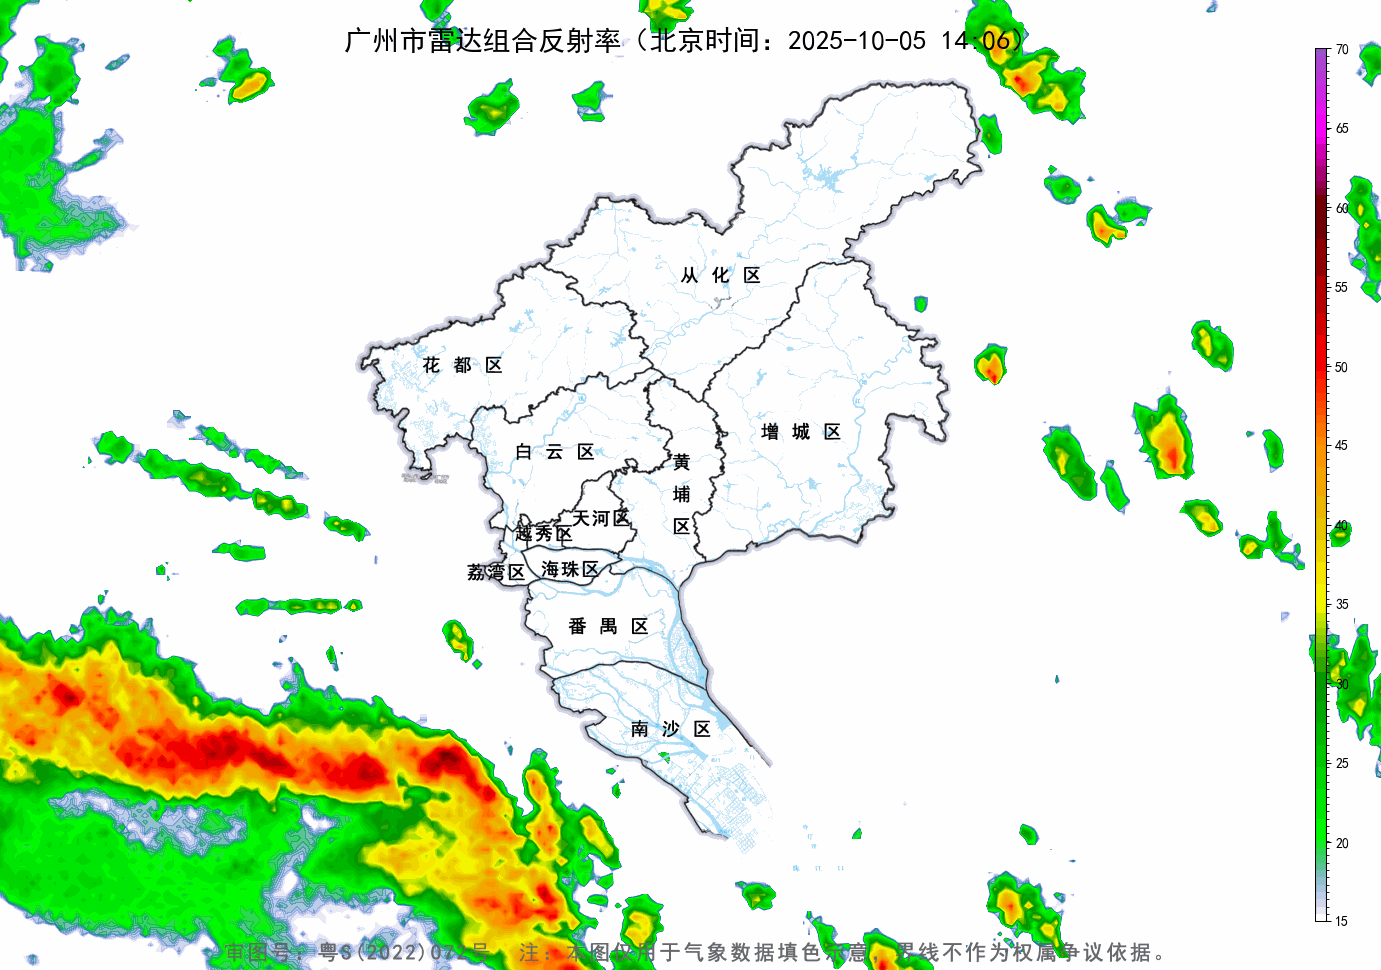 广州市雷达组合反射率（北京时间：2025-10-05 14:06）
70
65
60
55
50
45
40
35
30
25
20
15
从化区
花都区
增城区
白云区
黄埔区
天河区
越秀区
荔湾区
海珠区
番禺区
南沙区
审图号：粤S(2022)077号 注：本图仅用于气象数据填色示意，界线不作为权属争议依据。